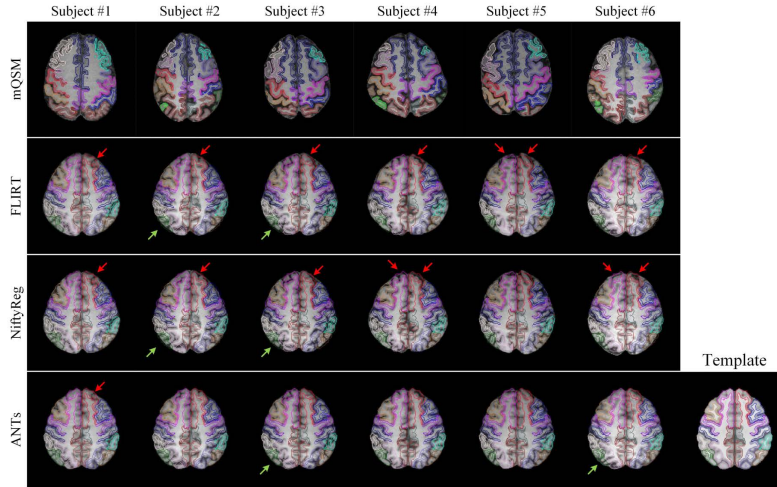 Subject #1 Subject #2 Subject #3 Subject #4 Subject #5 Subject #6
mQSM
FLIRT
NiftyReg
Template
ANTs